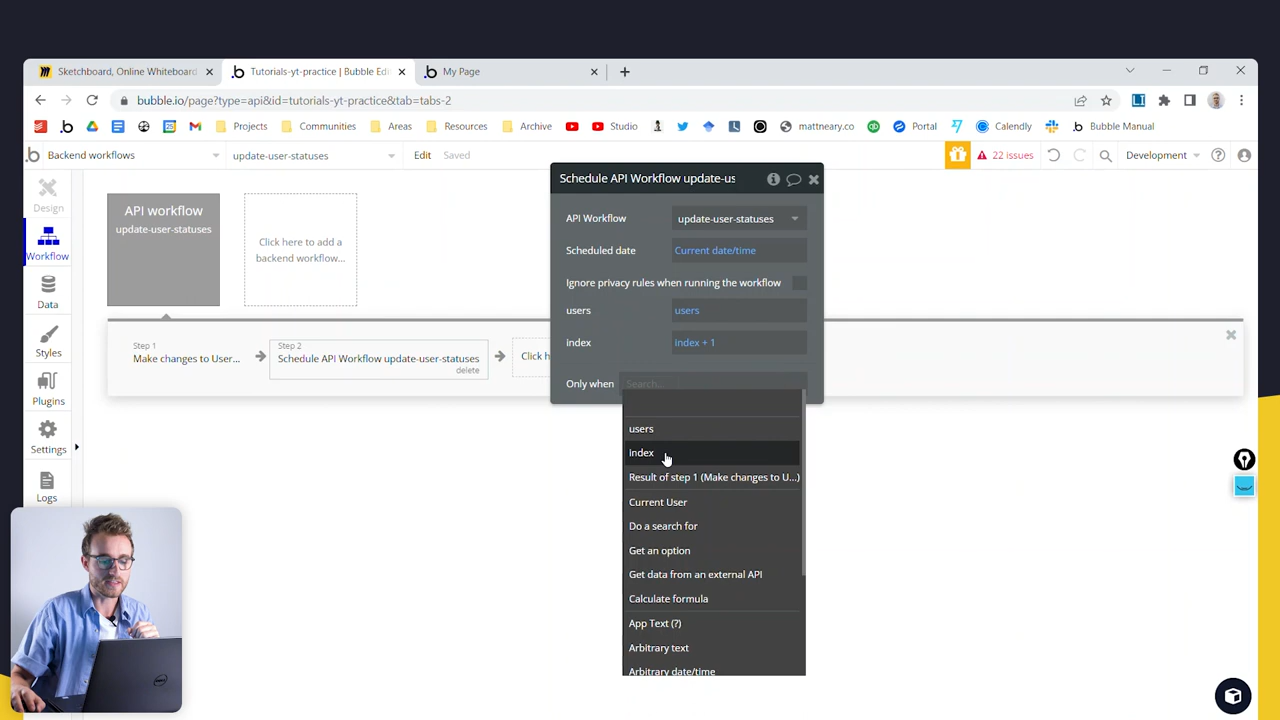 Sketchboard, Online Whiteboard
Tutorials-yt-practice | Bubble Edi
My Page
bubble.io/page?type=api&id=tutorials-yt-practice&tab=tabs-2
Projects
Communities
Areas
Resources
Archive
Studio
mattneary.co
Portal
Calendly
Bubble Manual
Backend workflows
update-user-statuses
Edit
Saved
22 issues
Development
Design
Workflow
Data
Styles
Plugins
Settings
Logs
API workflow
update-user-statuses
Click here to add a
backend workflow...
Step 1
Make changes to User...
Step 2
Schedule API Workflow update-user-statuses
delete
Click h
Schedule API Workflow update-us
API Workflow
update-user-statuses
Scheduled date
Current date/time
Ignore privacy rules when running the workflow
users
users
index
index + 1
Only when
Search...
users
index
Result of step 1 (Make changes to U...)
Current User
Do a search for
Get an option
Get data from an external API
Calculate formula
App Text (?)
Arbitrary text
Arbitrary date/time